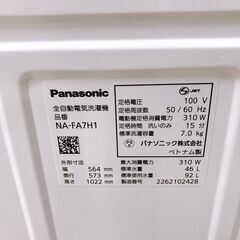 Panasonic
全自動電気洗濯機
品番
NA-FA7H1
外形寸法
幅 564 mm
奥行 573 mm
高さ 1022 mm
JET
定格電圧 100 V
定格周波数 50 / 60 Hz
電動機定格消費電力 310 W
定格時間 洗いのみ 15 分
標準洗濯容量 7.0 kg
パナソニック株式会社
ベトナム製
最大消費電力 310 W
標準水量 46 L
標準使用水量 92 L
製造番号 2262102428